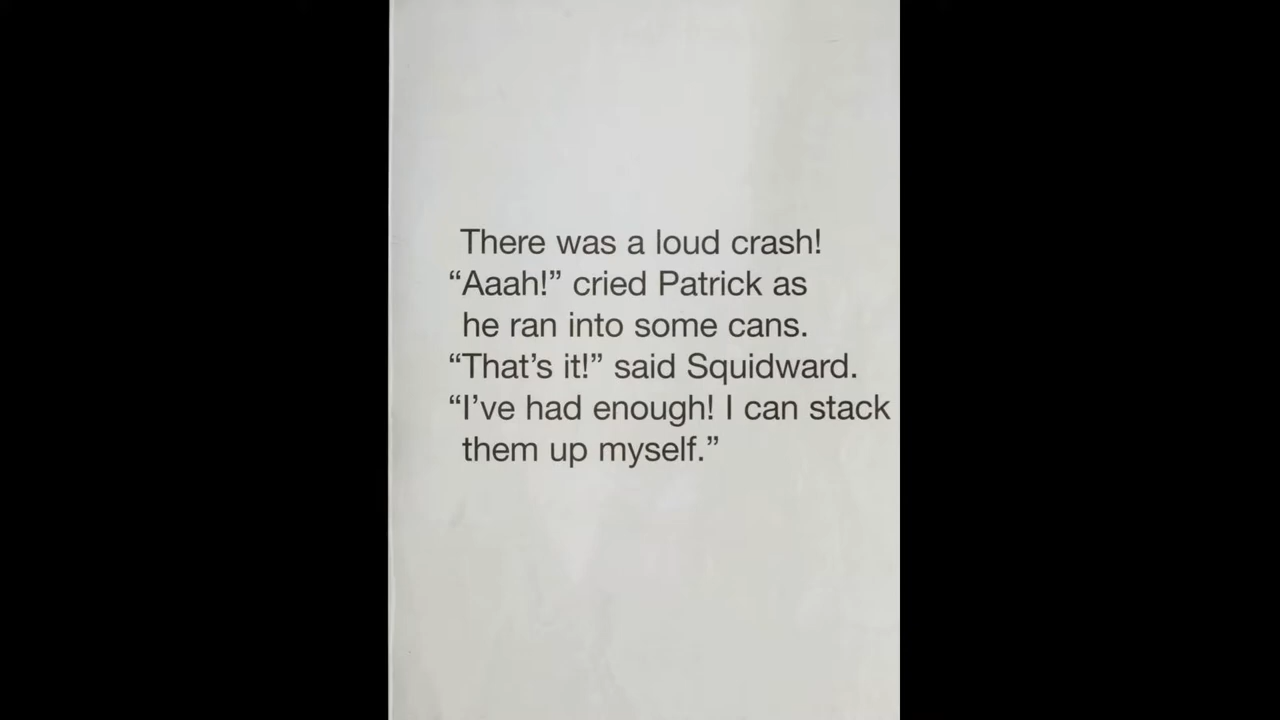 There was a loud crash!
“Aaah!” cried Patrick as
he ran into some cans.
“That’s it!” said Squidward.
“I’ve had enough! I can stack
them up myself.”